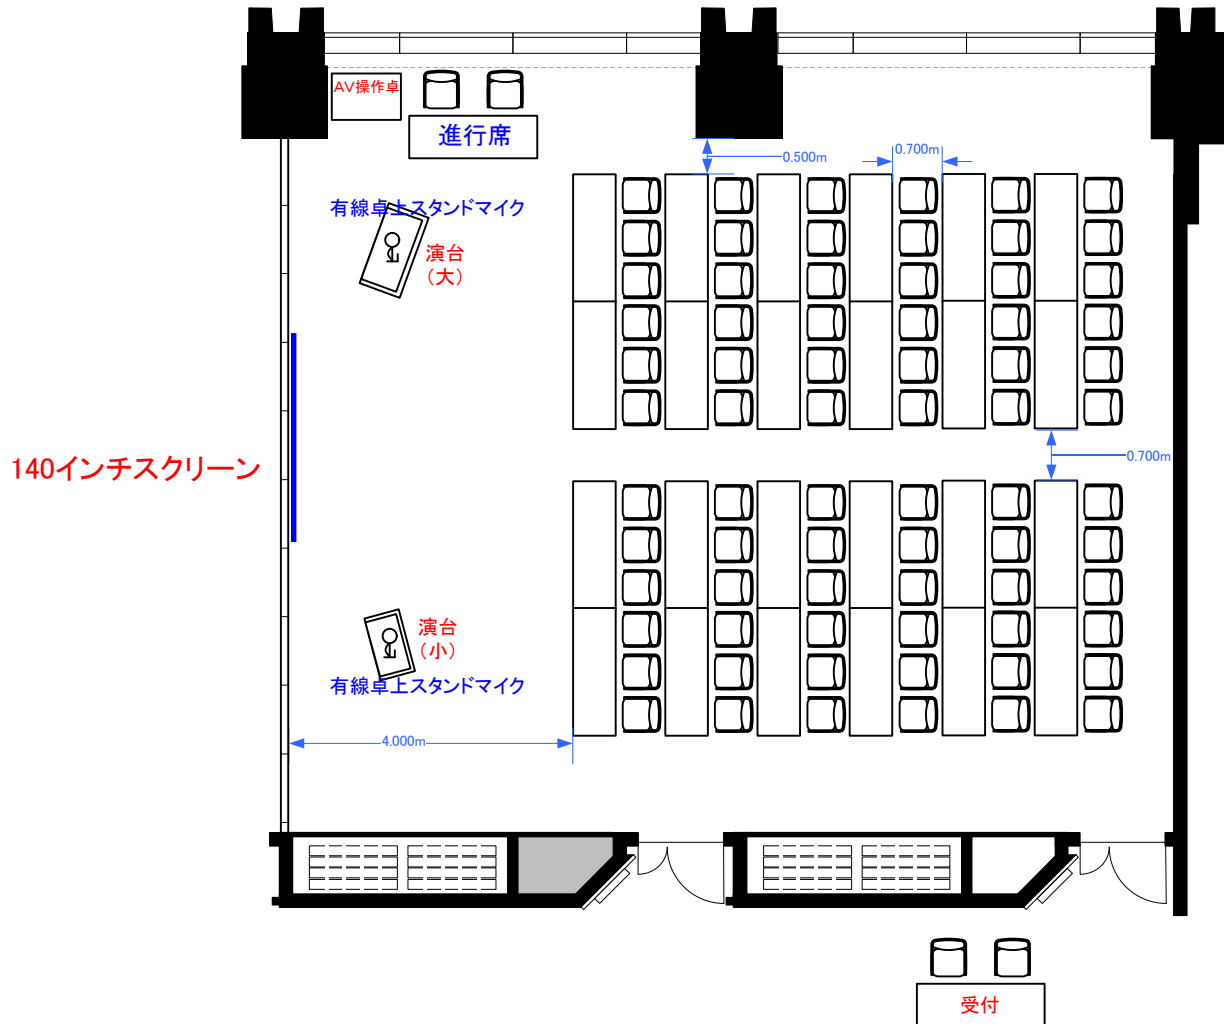 AV操作卓
進行席
0.500m
0.700m
有線卓上スタンドマイク
演台
（大）
140インチスクリーン
0.700m
演台
（小）
有線卓上スタンドマイク
4.000m
受付